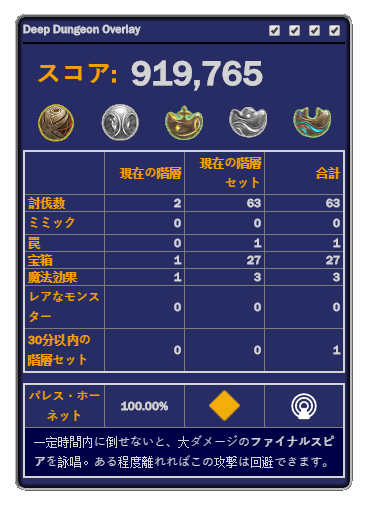 Deep Dungeon Overlay
スコア: 919,765
現在の階層 現在の階層セット 合計
討伐数 2 63 63
ミミック 0 0 0
罠 0 1 1
宝箱 1 27 27
魔法効果 1 3 3
レアなモンスター 0 0 0
30分以内の階層セット 0 0 1
パレス・ホーネット 100.00%
一定時間内に倒せないと、大ダメージのファイナルスピ
アを詠唱。ある程度離れればこの攻撃は回避できます。